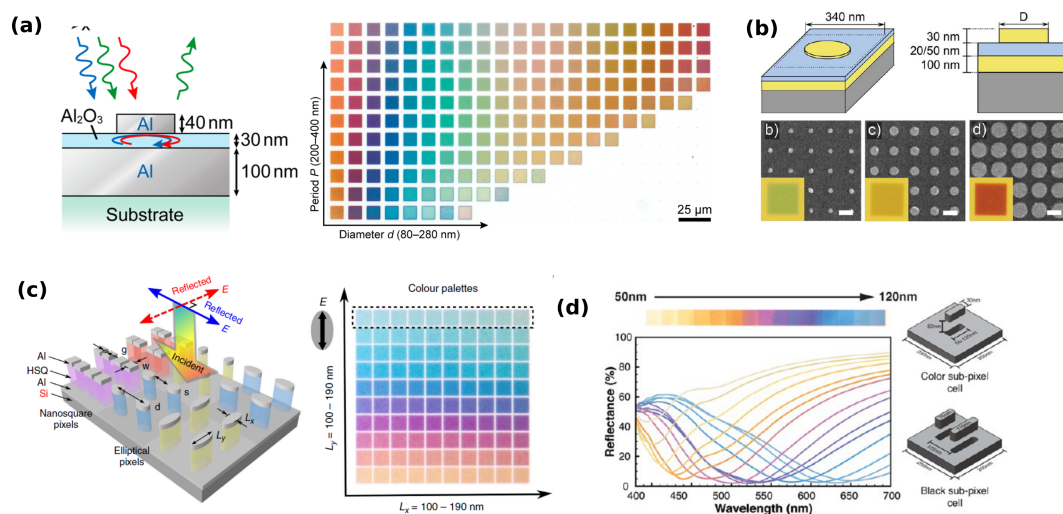 (a)
Al₂O₃
Al
40 nm
30 nm
Al
100 nm
Substrate
Period P (200–400 nm)
Diameter d (80–280 nm)
25 µm
(b)
340 nm
D
30 nm
20/50 nm
100 nm
b)
c)
d)
(c)
Reflected
E
Reflected
E
Incident
g
w
s
d
Lx
Ly
Al
HSQ
Al
Si
Nanosquare
pixels
Elliptical
pixels
Colour palettes
E
Ly = 100 – 190 nm
Lx = 100 – 190 nm
(d)
50nm
120nm
Reflectance (%)
100
80
60
40
20
0
400
450
500
550
600
650
700
Wavelength (nm)
Color sub-pixel
cell
Black sub-pixel
cell